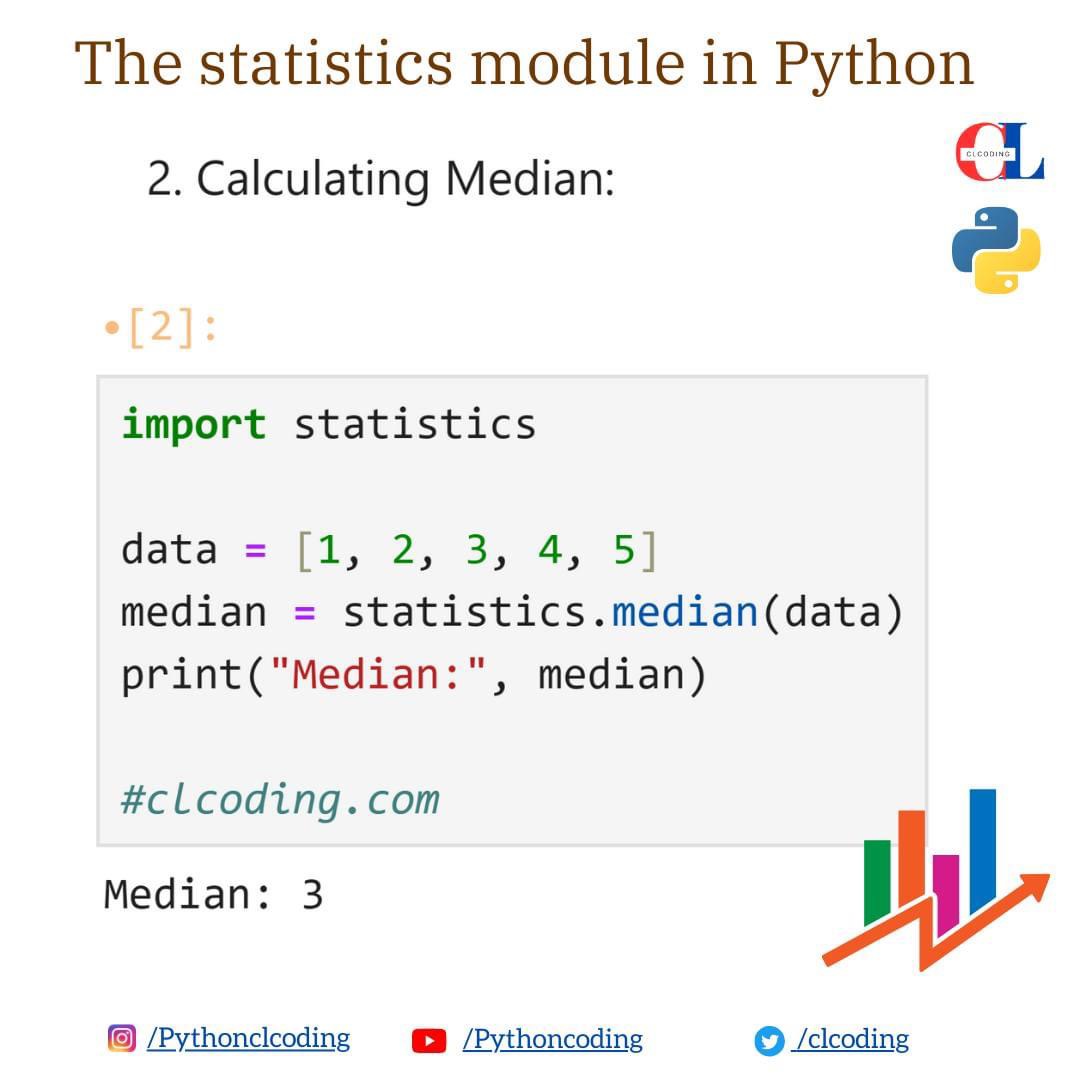 The statistics module in Python
CLCODING
2. Calculating Median:
•[2]:
import statistics
data = [1, 2, 3, 4, 5]
median = statistics.median(data)
print("Median:", median)
#clcoding.com
Median: 3
/Pythonclcoding /Pythoncoding /clcoding